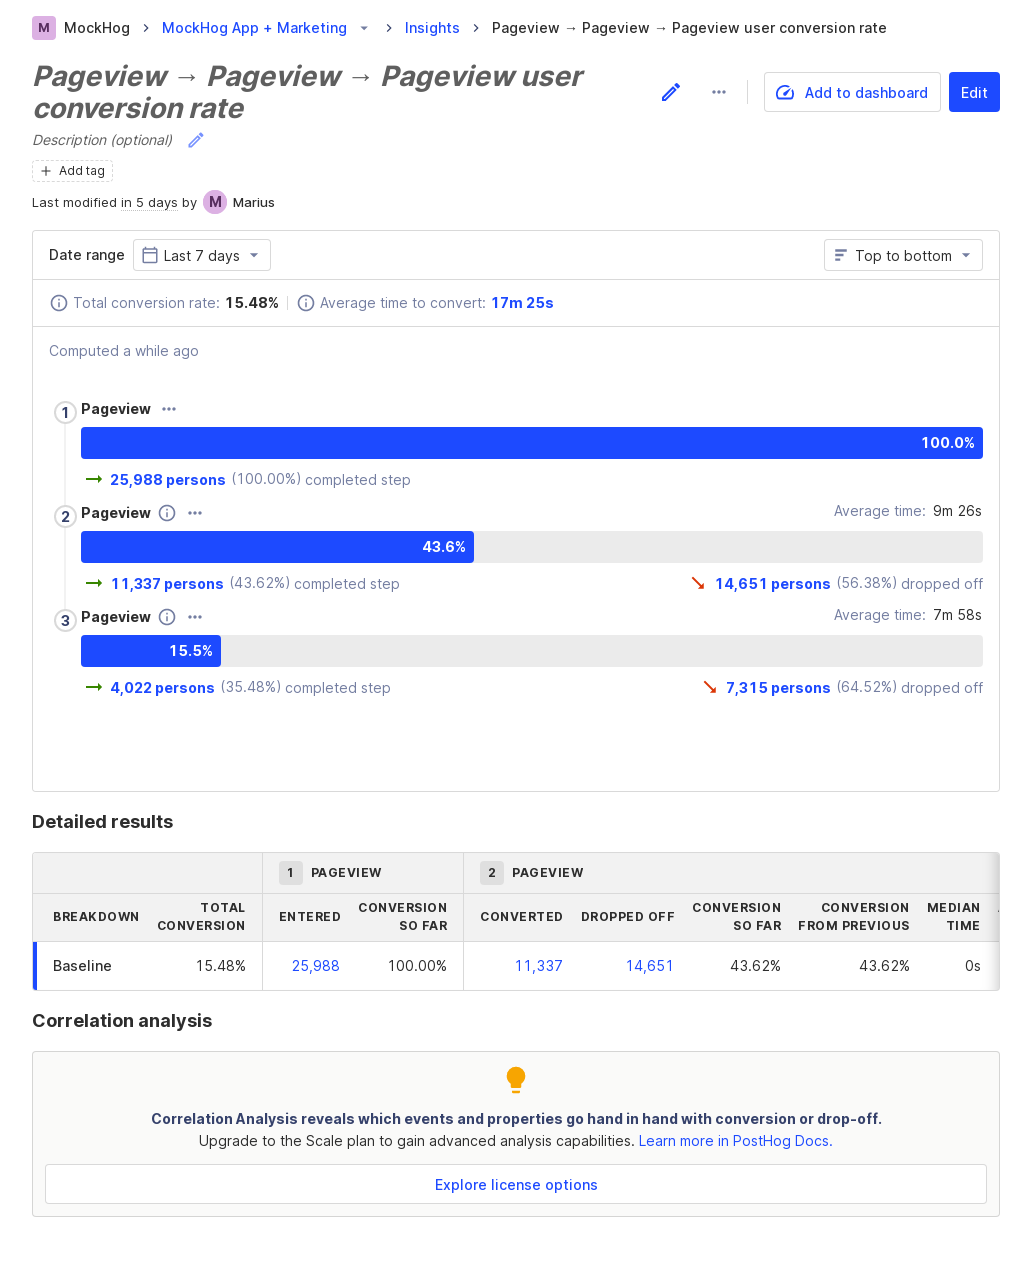 M MockHog > MockHog App + Marketing > Insights > Pageview → Pageview → Pageview user conversion rate
Pageview → Pageview → Pageview user
conversion rate
Add to dashboard
Edit
Description (optional)
+ Add tag
Last modified in 5 days by M Marius
Date range Last 7 days Top to bottom
Total conversion rate: 15.48% Average time to convert: 17m 25s
Computed a while ago
1 Pageview
100.0%
25,988 persons (100.00%) completed step
2 Pageview Average time: 9m 26s
43.6%
11,337 persons (43.62%) completed step 14,651 persons (56.38%) dropped off
3 Pageview Average time: 7m 58s
15.5%
4,022 persons (35.48%) completed step 7,315 persons (64.52%) dropped off
Detailed results
1 PAGEVIEW 2 PAGEVIEW
BREAKDOWN TOTAL CONVERSION ENTERED CONVERSION SO FAR CONVERTED DROPPED OFF CONVERSION SO FAR CONVERSION FROM PREVIOUS MEDIAN TIME
Baseline 15.48% 25,988 100.00% 11,337 14,651 43.62% 43.62% 0s
Correlation analysis
Correlation Analysis reveals which events and properties go hand in hand with conversion or drop-off.
Upgrade to the Scale plan to gain advanced analysis capabilities. Learn more in PostHog Docs.
Explore license options